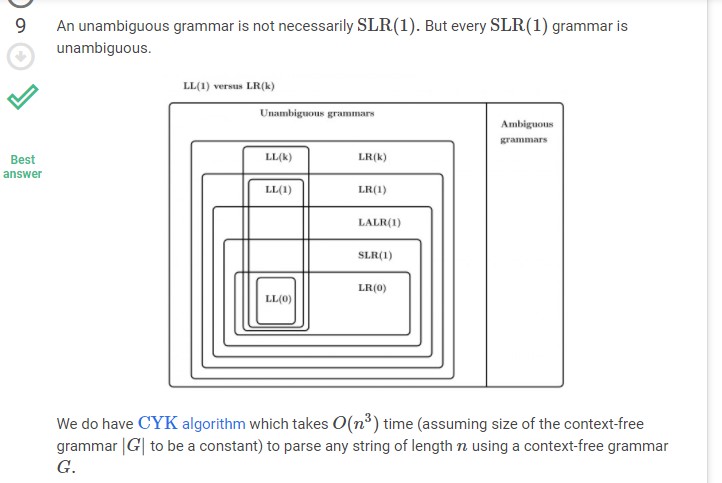 9
An unambiguous grammar is not necessarily SLR(1). But every SLR(1) grammar is
unambiguous.
Best
answer
LL(1) versus LR(k)
Unambiguous grammars
Ambiguous
grammars
LL(k) LR(k)
LL(1) LR(1)
LALR(1)
SLR(1)
LL(0) LR(0)
We do have CYK algorithm which takes O(n³) time (assuming size of the context-free
grammar |G| to be a constant) to parse any string of length n using a context-free grammar
G.